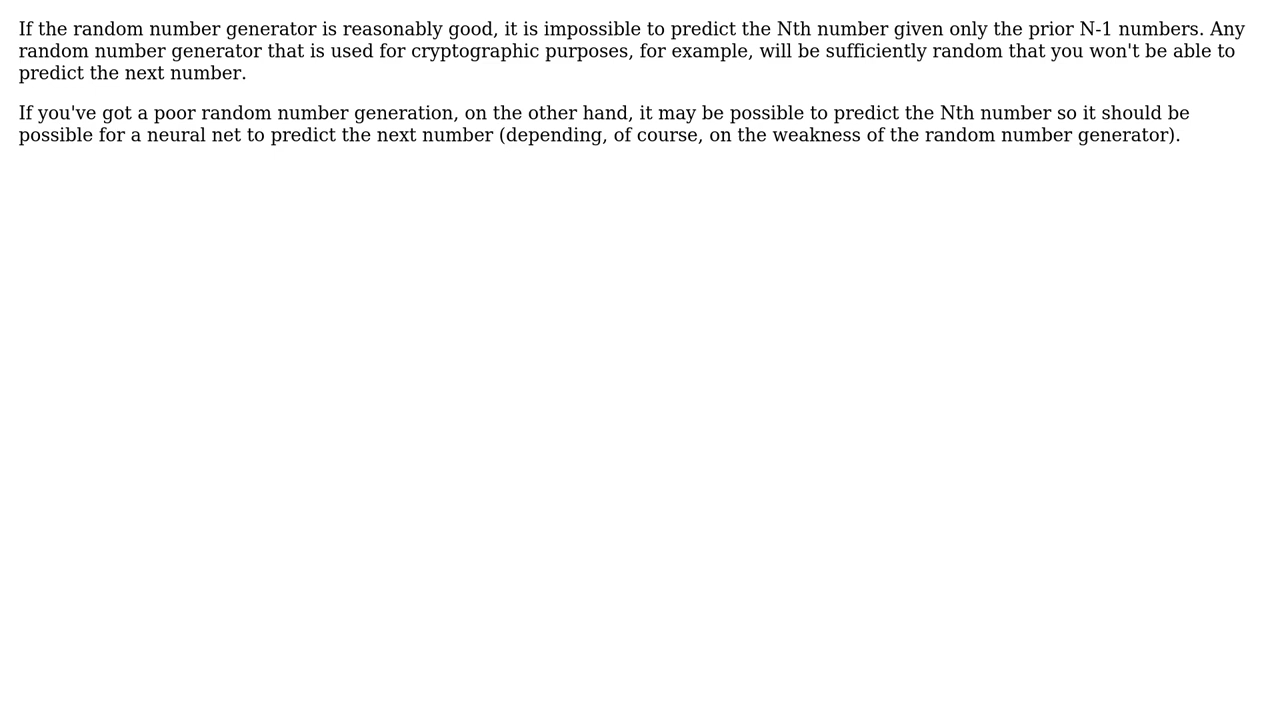 If the random number generator is reasonably good, it is impossible to predict the Nth number given only the prior N-1 numbers. Any
random number generator that is used for cryptographic purposes, for example, will be sufficiently random that you won't be able to
predict the next number.
If you've got a poor random number generation, on the other hand, it may be possible to predict the Nth number so it should be
possible for a neural net to predict the next number (depending, of course, on the weakness of the random number generator).